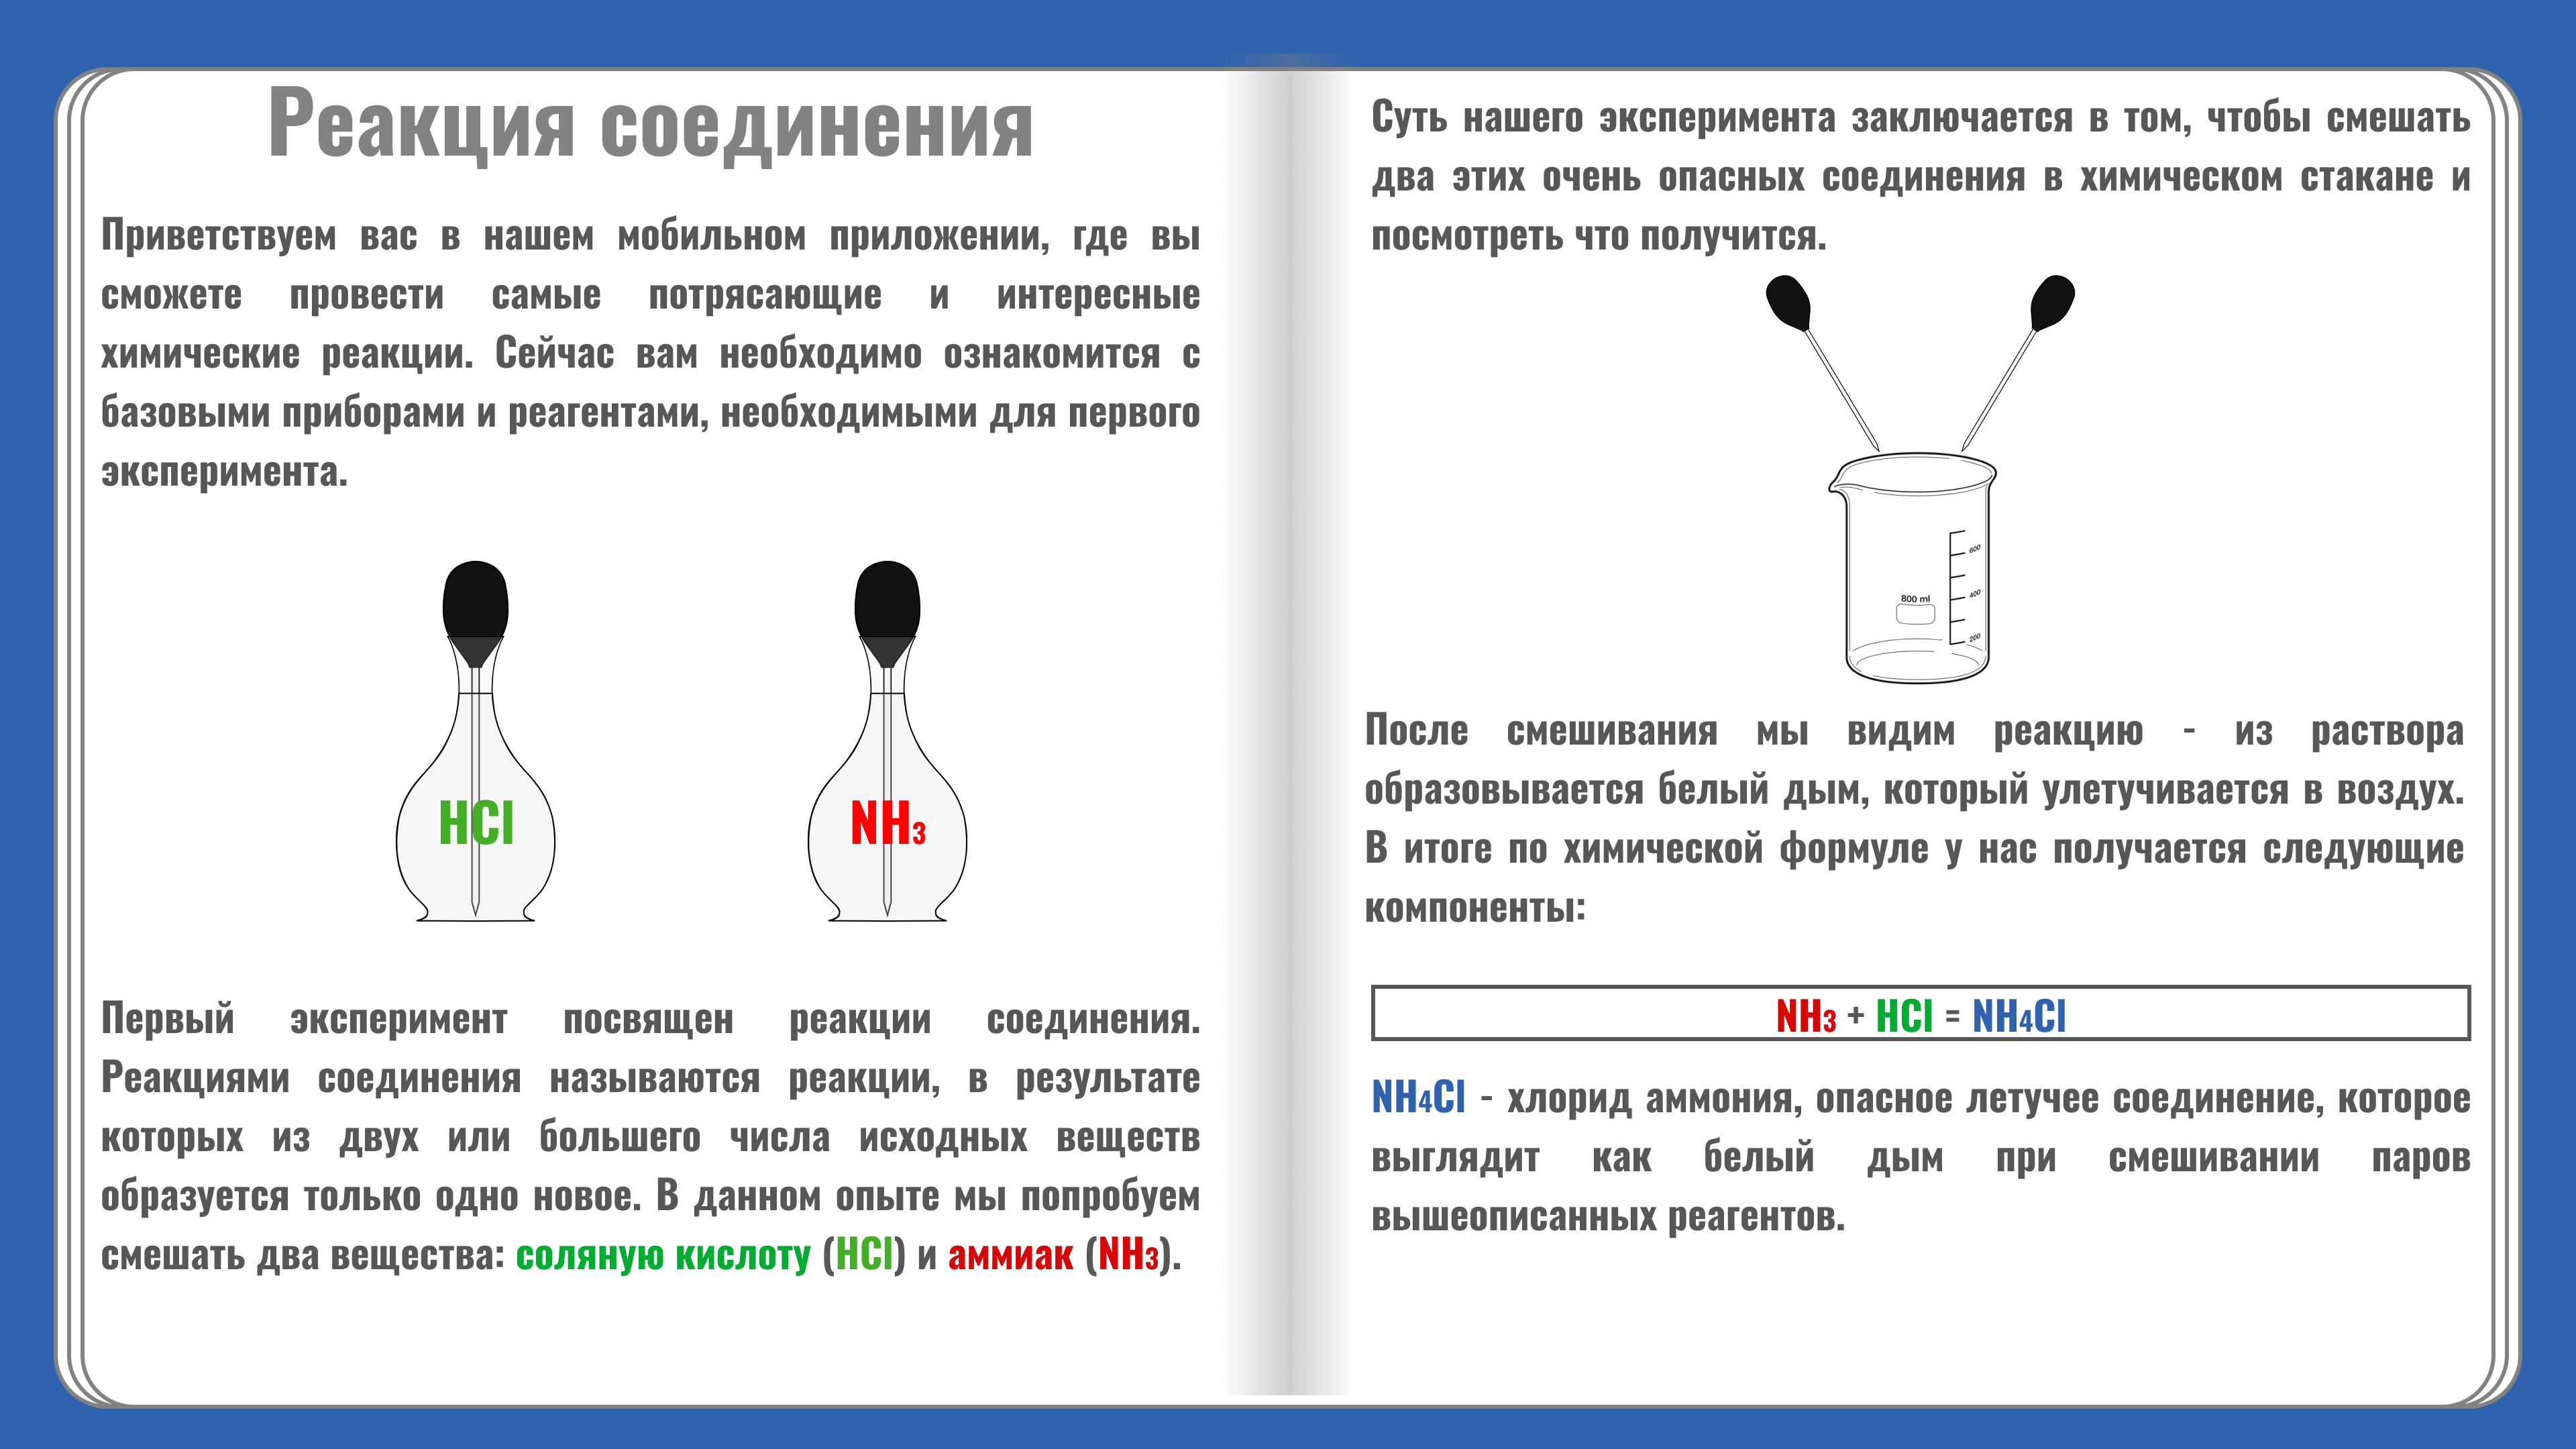 Реакция соединения
Приветствуем вас в нашем мобильном приложении, где вы
сможете провести самые потрясающие и интересные
химические реакции. Сейчас вам необходимо ознакомится с
базовыми приборами и реагентами, необходимыми для первого
эксперимента.
HCl
NH₃
Первый эксперимент посвящен реакции соединения.
Реакциями соединения называются реакции, в результате
которых из двух или большего числа исходных веществ
образуется только одно новое. В данном опыте мы попробуем
смешать два вещества: соляную кислоту (HCl) и аммиак (NH₃).
Суть нашего эксперимента заключается в том, чтобы смешать
два этих очень опасных соединения в химическом стакане и
посмотреть что получится.
600
800 ml
400
200
После смешивания мы видим реакцию - из раствора
образовывается белый дым, который улетучивается в воздух.
В итоге по химической формуле у нас получается следующие
компоненты:
NH₃ + HCl = NH₄Cl
NH₄Cl - хлорид аммония, опасное летучее соединение, которое
выглядит как белый дым при смешивании паров
вышеописанных реагентов.